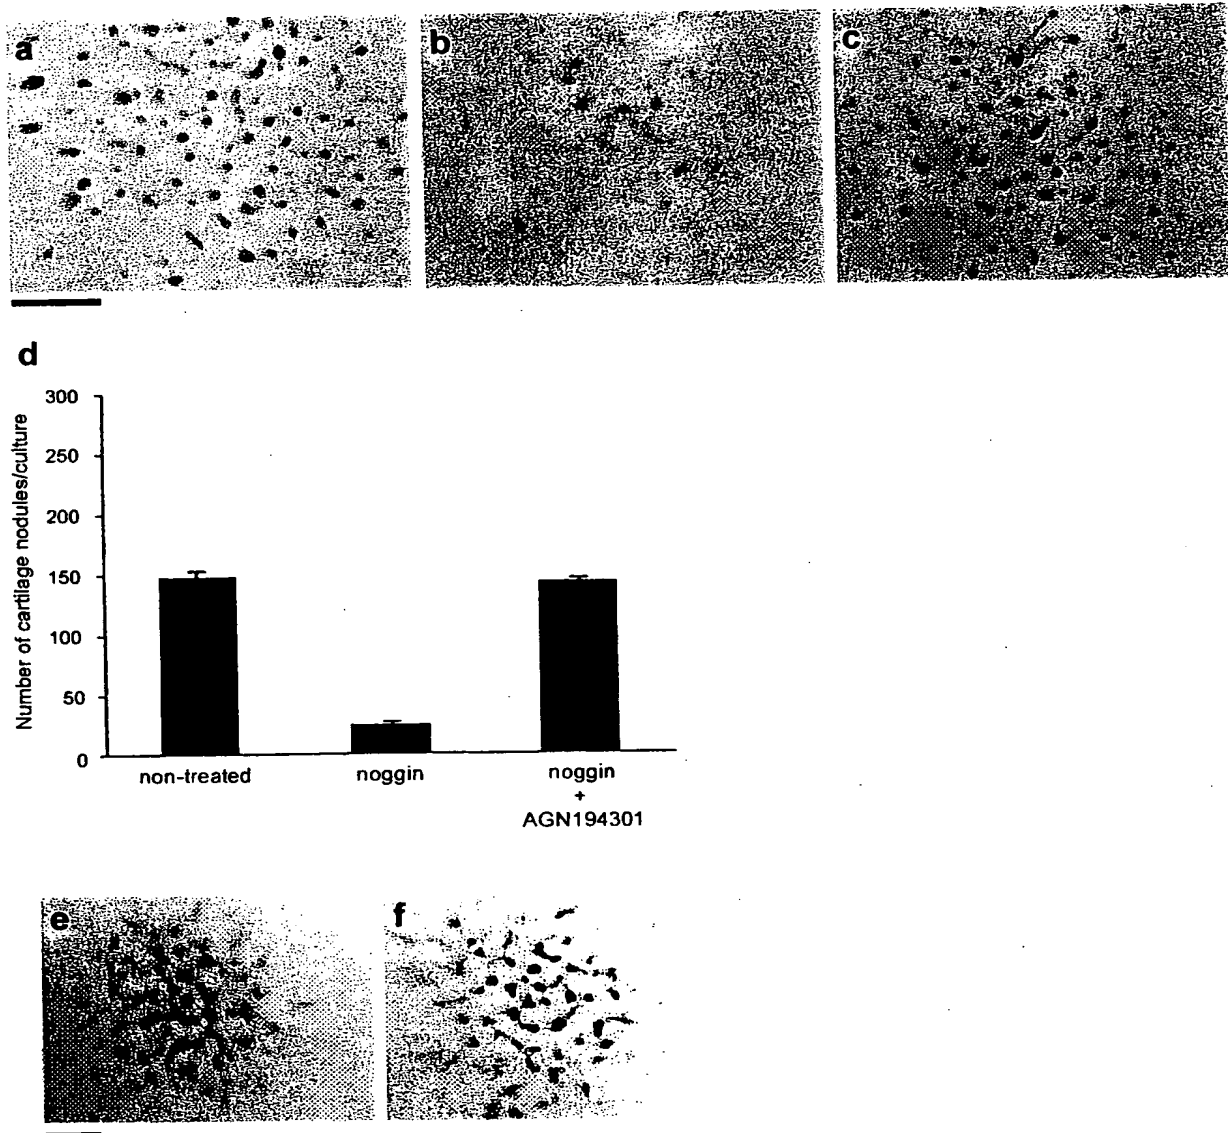 a
b
c
d
300
250
200
150
100
50
0
Number of cartilage nodules/culture
non-treated
noggin
noggin
+
AGN194301
e
f